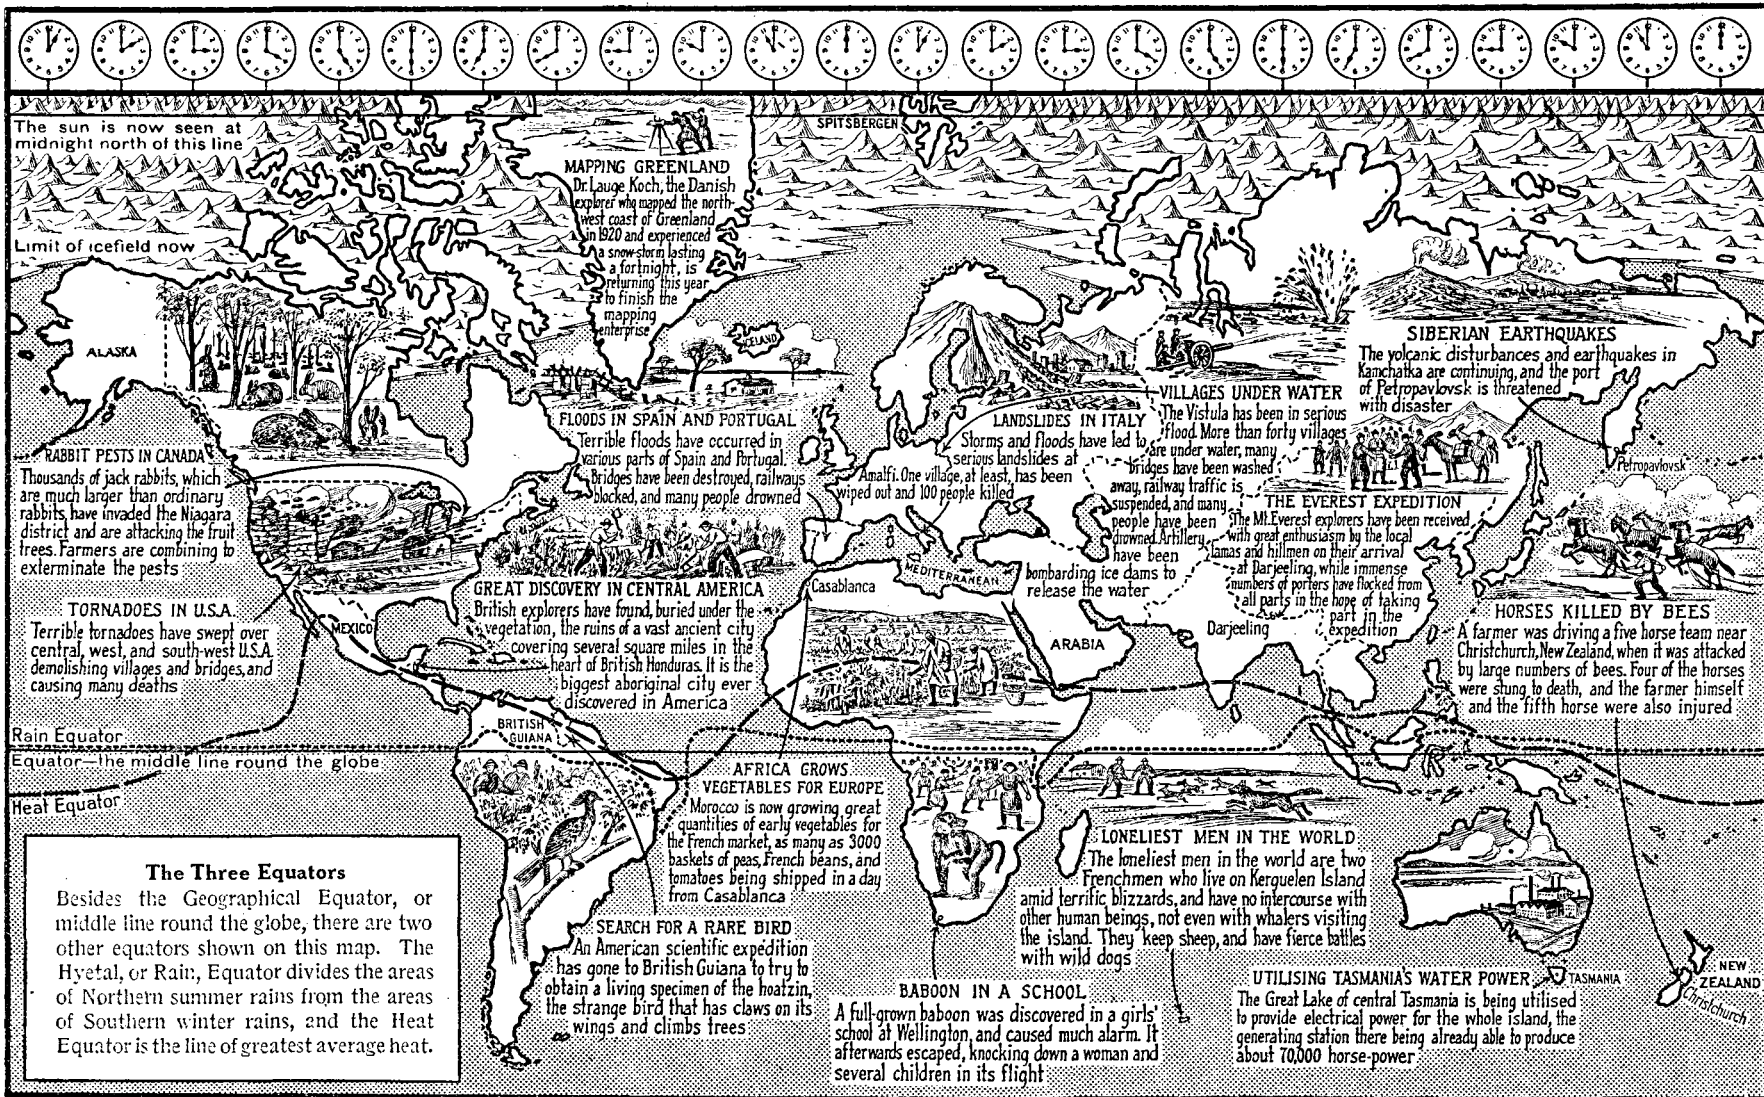 The sun is now seen at
midnight north of this line
SPITSBERGEN
MAPPING GREENLAND
Dr. Lauge Koch, the Danish
explorer who mapped the north-
west coast of Greenland
in 1920 and experienced
a snow-storm lasting
a fortnight, is
returning this year
to finish the
mapping
enterprise
Limit of icefield now
ALASKA
ICELAND
SIBERIAN EARTHQUAKES
The volcanic disturbances and earthquakes in
Kamchatka are continuing, and the port
of Petropavlovsk is threatened
with disaster
Petropavlovsk
VILLAGES UNDER WATER
The Vistula has been in serious
flood. More than forty villages
are under water, many
bridges have been washed
away, railway traffic is
suspended, and many
people have been
drowned. Artillery
have been
bombarding ice dams to
release the water
FLOODS IN SPAIN AND PORTUGAL
Terrible floods have occurred in
various parts of Spain and Portugal.
Bridges have been destroyed, railways
blocked, and many people drowned
LANDSLIDES IN ITALY
Storms and floods have led to
serious landslides at
Amalfi. One village, at least, has been
wiped out and 100 people killed
RABBIT PESTS IN CANADA
Thousands of jack rabbits, which
are much larger than ordinary
rabbits, have invaded the Niagara
district and are attacking the fruit
trees. Farmers are combining to
exterminate the pests
THE EVEREST EXPEDITION
The Mt. Everest explorers have been received
with great enthusiasm by the local
lamas and hillmen on their arrival
at Darjeeling, while immense
numbers of porters have flocked from
all parts in the hope of taking
part in the
expedition
Darjeeling
MEDITERRANEAN
Casablanca
ARABIA
GREAT DISCOVERY IN CENTRAL AMERICA
British explorers have found, buried under the
vegetation, the ruins of a vast ancient city
covering several square miles in the
heart of British Honduras. It is the
biggest aboriginal city ever
discovered in America
TORNADOES IN U.S.A.
Terrible tornadoes have swept over
central, west, and south-west U.S.A.
demolishing villages and bridges, and
causing many deaths
MEXICO
HORSES KILLED BY BEES
A farmer was driving a five horse team near
Christchurch, New Zealand, when it was attacked
by large numbers of bees. Four of the horses
were stung to death, and the farmer himself
and the fifth horse were also injured
BRITISH
GUIANA
Rain Equator
Equator—the middle line round the globe
Heat Equator
AFRICA GROWS
VEGETABLES FOR EUROPE
Morocco is now growing great
quantities of early vegetables for
the French market, as many as 3000
baskets of peas, French beans, and
tomatoes being shipped in a day
from Casablanca
LONELIEST MEN IN THE WORLD
The loneliest men in the world are two
Frenchmen who live on Kerguelen Island
amid terrific blizzards, and have no intercourse with
other human beings, not even with whalers visiting
the island. They keep sheep, and have fierce battles
with wild dogs
The Three Equators
Besides the Geographical Equator, or
middle line round the globe, there are two
other equators shown on this map. The
Hyetal, or Rain, Equator divides the areas
of Northern summer rains from the areas
of Southern winter rains, and the Heat
Equator is the line of greatest average heat.
SEARCH FOR A RARE BIRD
An American scientific expedition
has gone to British Guiana to try to
obtain a living specimen of the hoatzin,
the strange bird that has claws on its
wings and climbs trees
BABOON IN A SCHOOL
A full-grown baboon was discovered in a girls'
school at Wellington, and caused much alarm. It
afterwards escaped, knocking down a woman and
several children in its flight
UTILISING TASMANIA'S WATER POWER
The Great Lake of central Tasmania is being utilised
to provide electrical power for the whole island, the
generating station there being already able to produce
about 70,000 horse-power
TASMANIA
NEW
ZEALAND
Christchurch